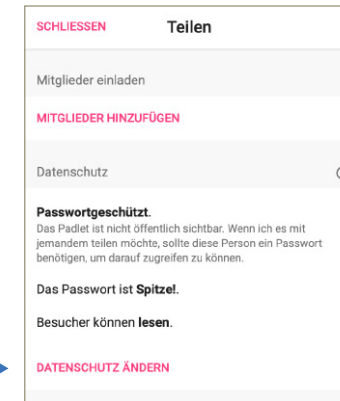 SCHLIESSEN Teilen
Mitglieder einladen
MITGLIEDER HINZUFÜGEN
Datenschutz
Passwortgeschützt.
Das Padlet ist nicht öffentlich sichtbar. Wenn ich es mit
jemandem teilen möchte, sollte diese Person ein Passwort
benötigen, um darauf zugreifen zu können.
Das Passwort ist Spitze!.
Besucher können lesen.
DATENSCHUTZ ÄNDERN